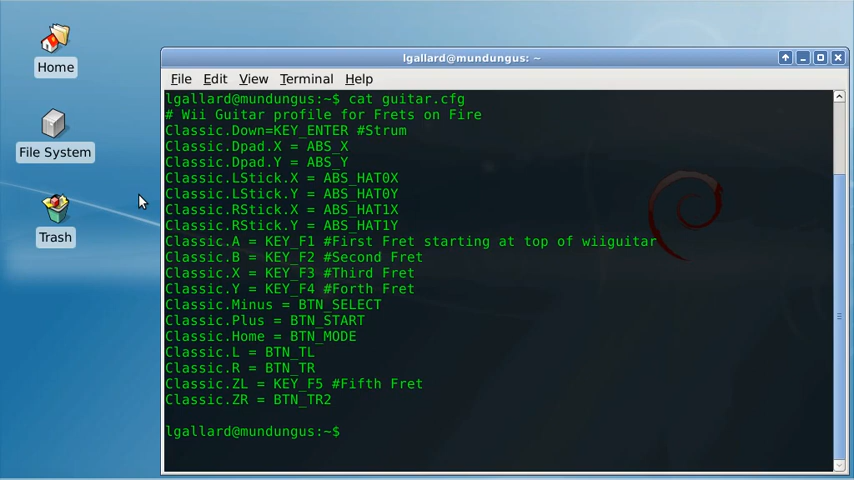 Home
File System
Trash
lgallard@mundungus: ~
File Edit View Terminal Help
lgallard@mundungus:~$ cat guitar.cfg
# Wii Guitar profile for Frets on Fire
Classic.Down=KEY_ENTER #Strum
Classic.Dpad.X = ABS_X
Classic.Dpad.Y = ABS_Y
Classic.LStick.X = ABS_HAT0X
Classic.LStick.Y = ABS_HAT0Y
Classic.RStick.X = ABS_HAT1X
Classic.RStick.Y = ABS_HAT1Y
Classic.A = KEY_F1 #First Fret starting at top of wiiguitar
Classic.B = KEY_F2 #Second Fret
Classic.X = KEY_F3 #Third Fret
Classic.Y = KEY_F4 #Forth Fret
Classic.Minus = BTN_SELECT
Classic.Plus = BTN_START
Classic.Home = BTN_MODE
Classic.L = BTN_TL
Classic.R = BTN_TR
Classic.ZL = KEY_F5 #Fifth Fret
Classic.ZR = BTN_TR2
lgallard@mundungus:~$